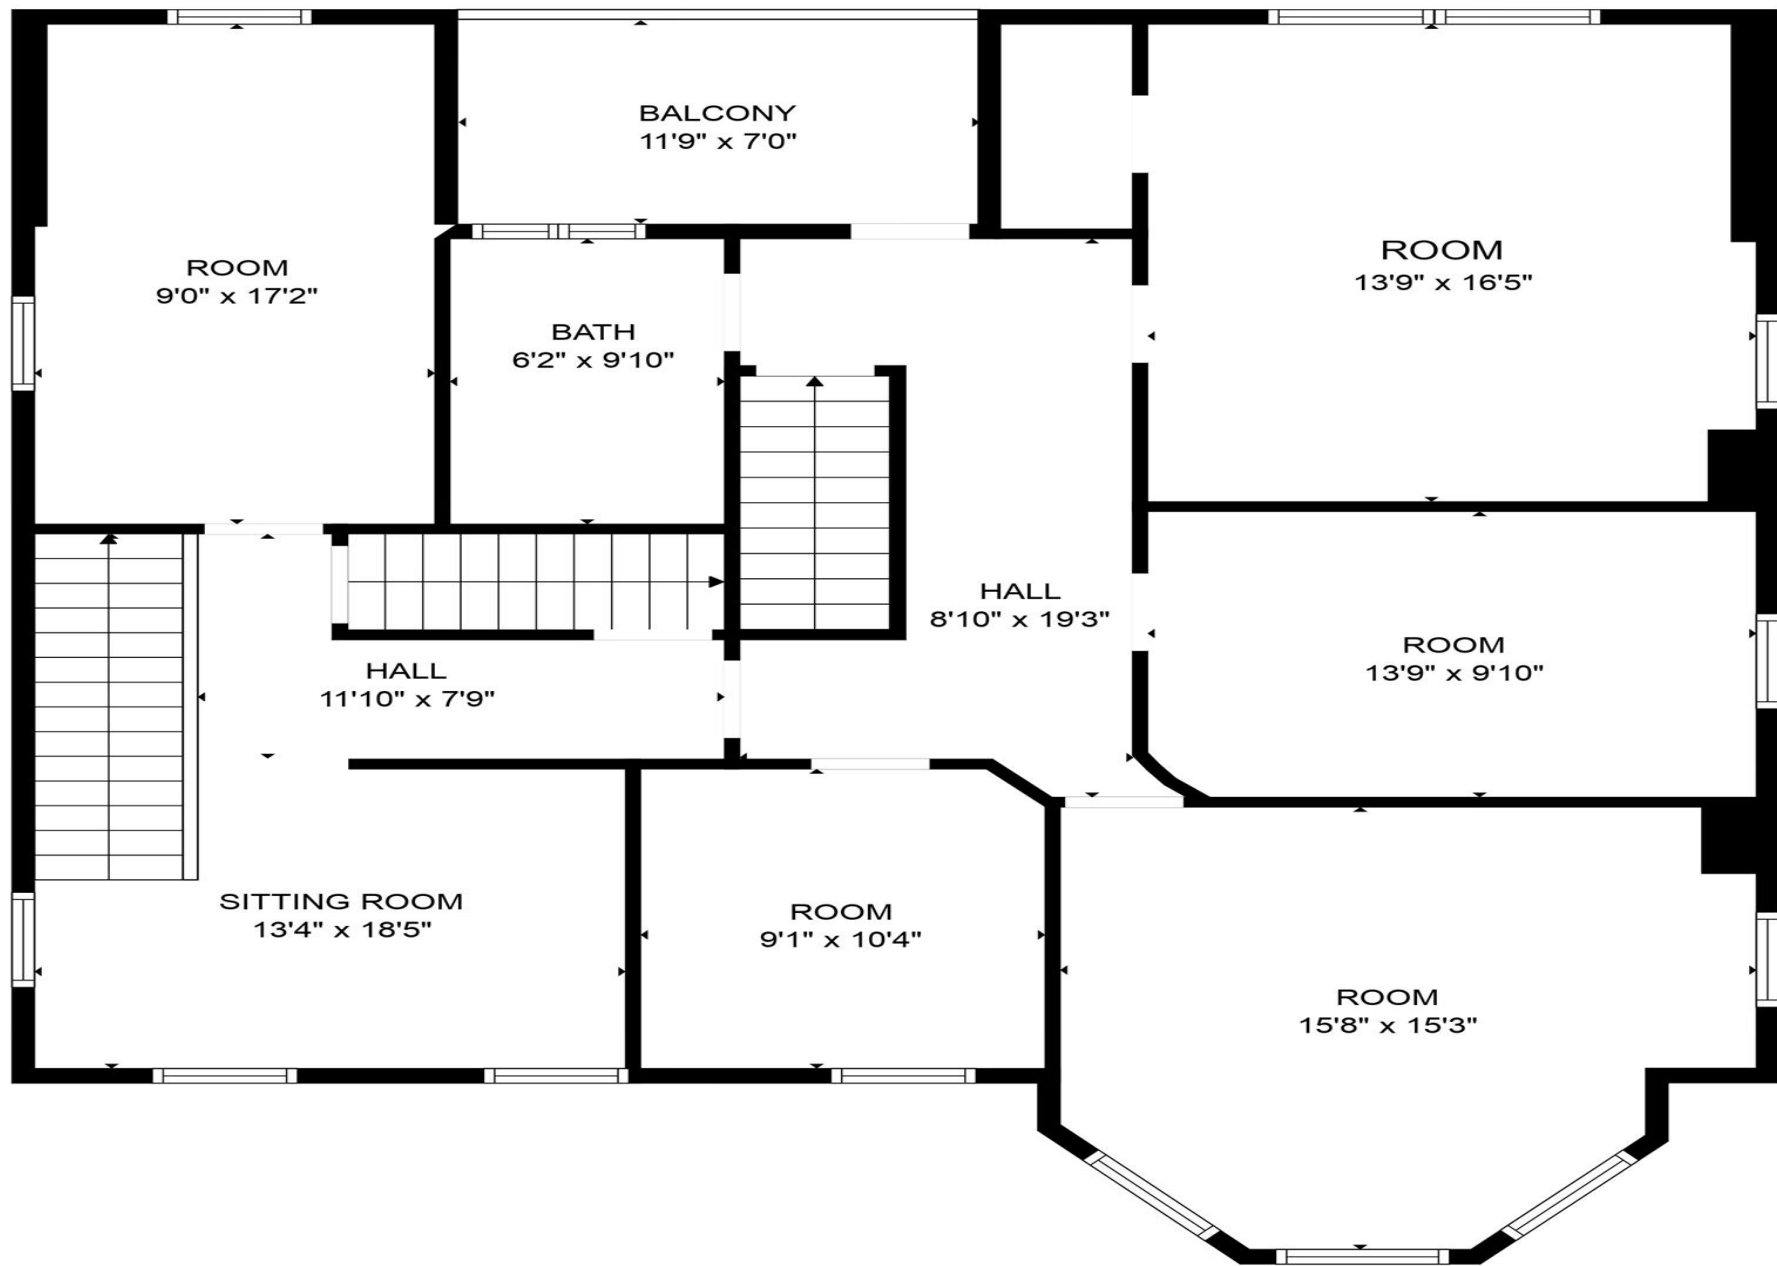 BALCONY
11'9" x 7'0"
ROOM
9'0" x 17'2"
ROOM
13'9" x 16'5"
BATH
6'2" x 9'10"
HALL
8'10" x 19'3"
ROOM
13'9" x 9'10"
HALL
11'10" x 7'9"
SITTING ROOM
13'4" x 18'5"
ROOM
9'1" x 10'4"
ROOM
15'8" x 15'3"